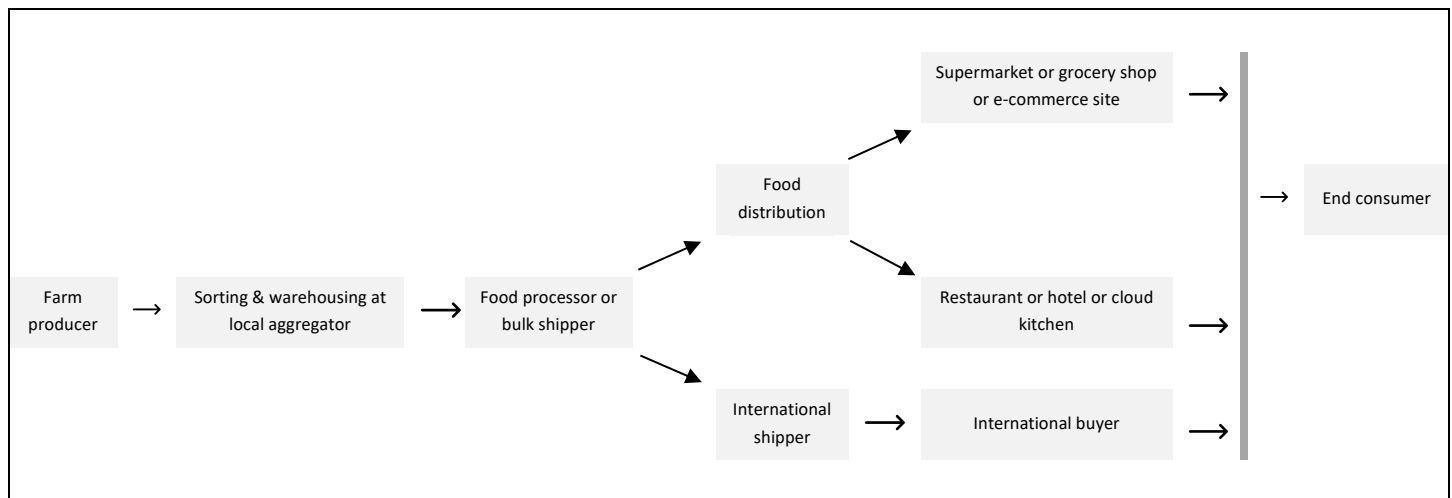 Supermarket or grocery shop
or e-commerce site
Food
distribution
End consumer
Farm
producer
Sorting & warehousing at
local aggregator
Food processor or
bulk shipper
Restaurant or hotel or cloud
kitchen
International
shipper
International buyer